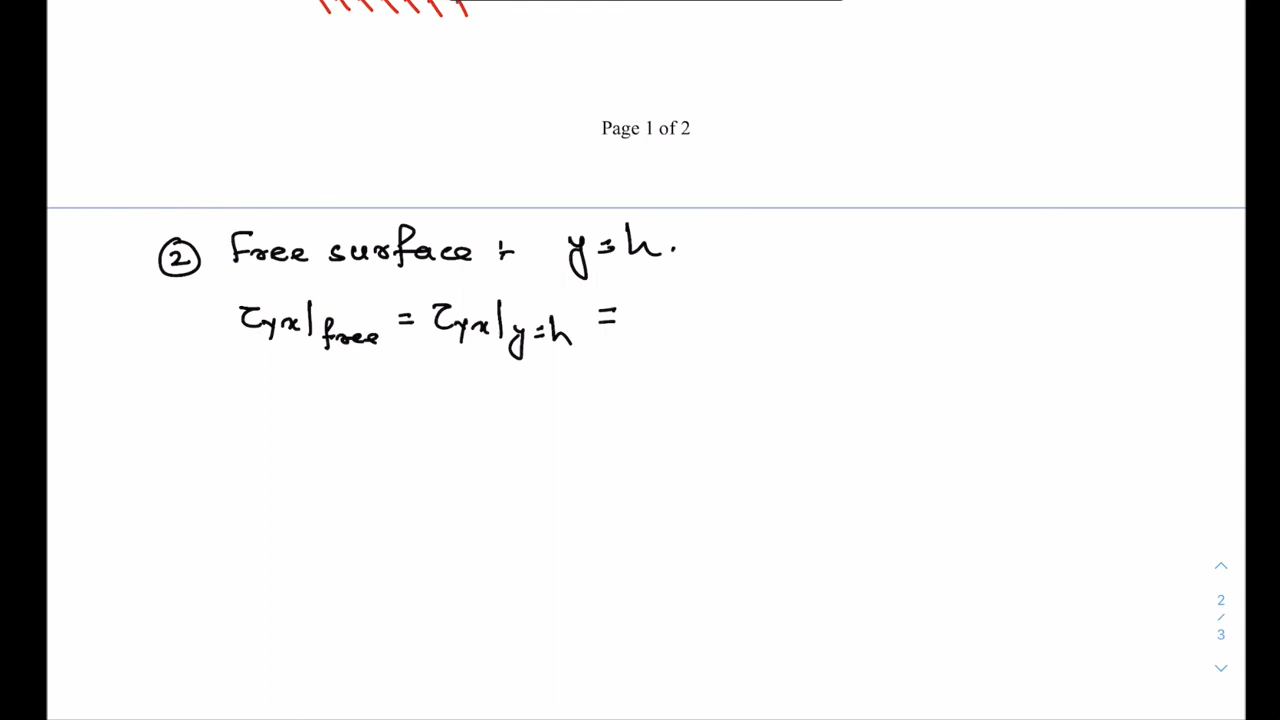 Page 1 of 2
② Free surface : y=h.
τyx|free = τyx|y=h =
2
/
3